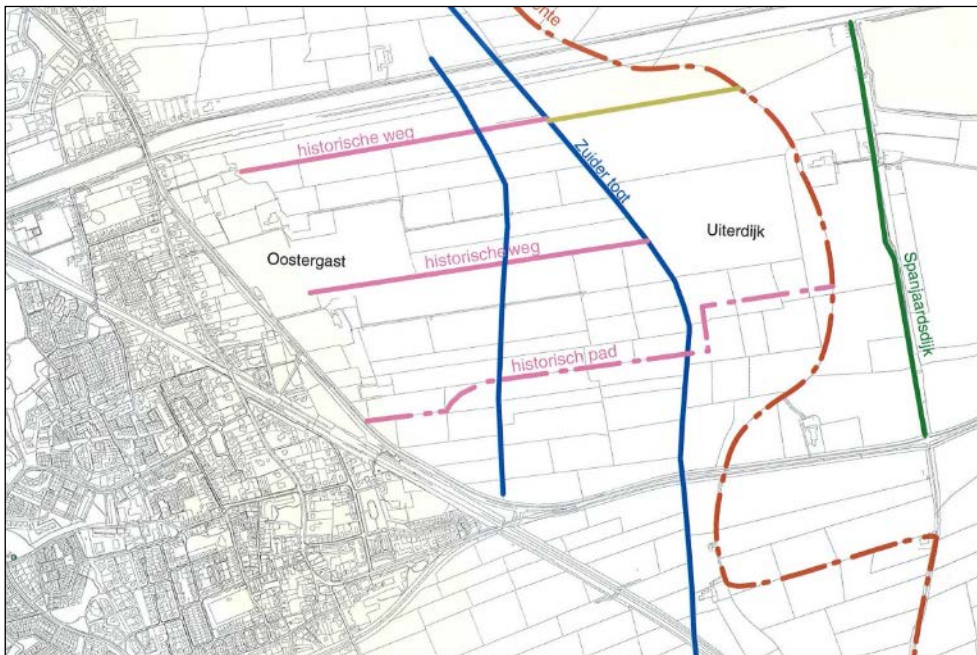 historische weg
Zuider togt
Oostergast
historische weg
Uiterdijk
Spanjaardsdijk
historisch pad